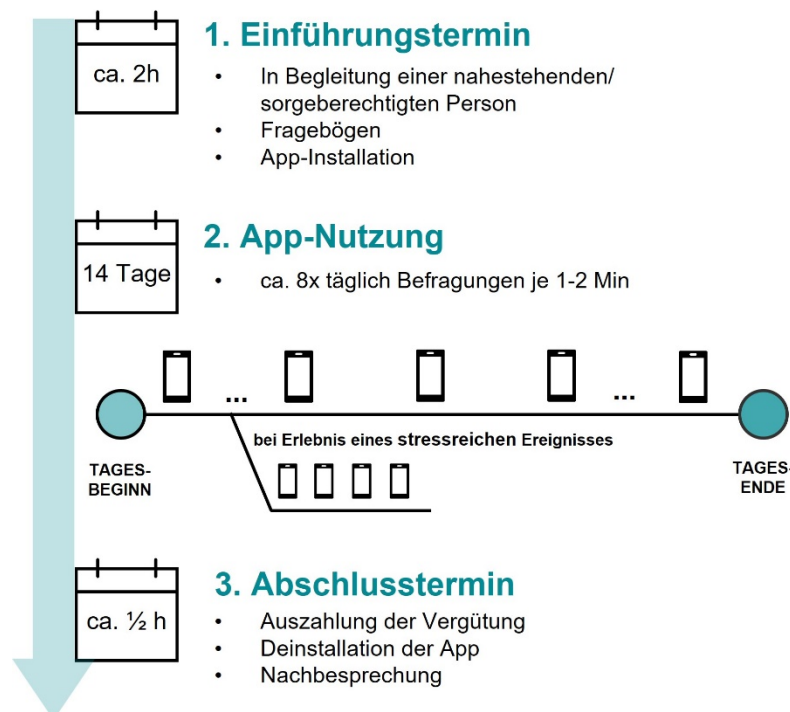 1. Einführungstermin
ca. 2h
• In Begleitung einer nahestehenden/
sorgeberechtigten Person
• Fragebögen
• App-Installation
2. App-Nutzung
14 Tage
• ca. 8x täglich Befragungen je 1-2 Min
... ...
bei Erlebnis eines stressreichen Ereignisses
TAGES-
BEGINN
TAGES-
ENDE
3. Abschlusstermin
ca. ½ h
• Auszahlung der Vergütung
• Deinstallation der App
• Nachbesprechung